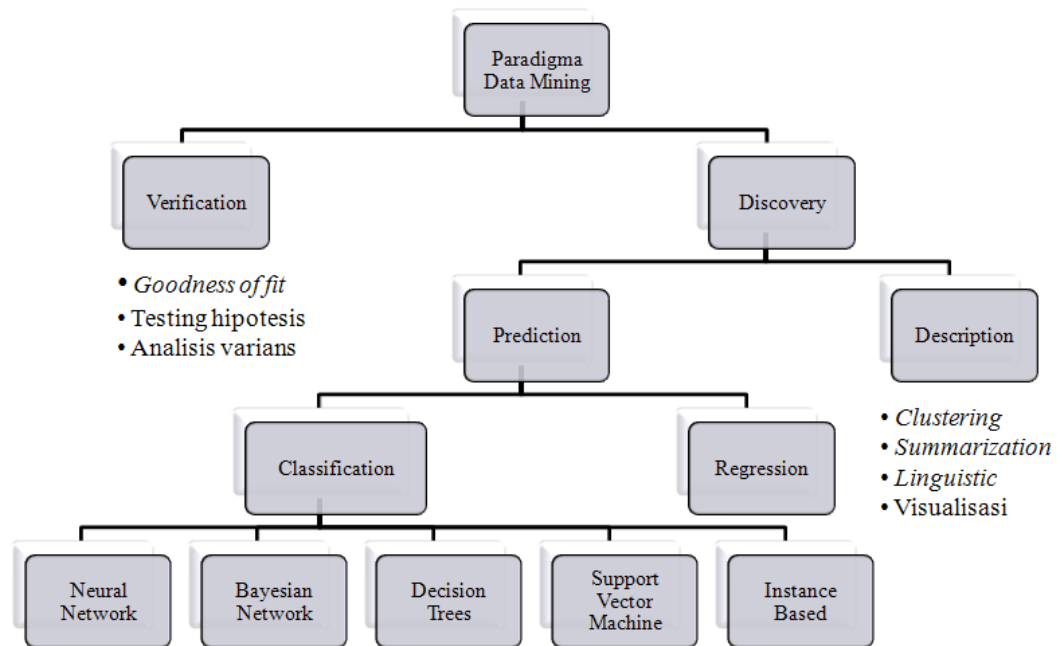 Paradigma
Data Mining
Verification
Discovery
• Goodness of fit
• Testing hipotesis
• Analisis varians
Prediction
Description
Classification
Regression
• Clustering
• Summarization
• Linguistic
• Visualisasi
Neural
Network
Bayesian
Network
Decision
Trees
Support
Vector
Machine
Instance
Based